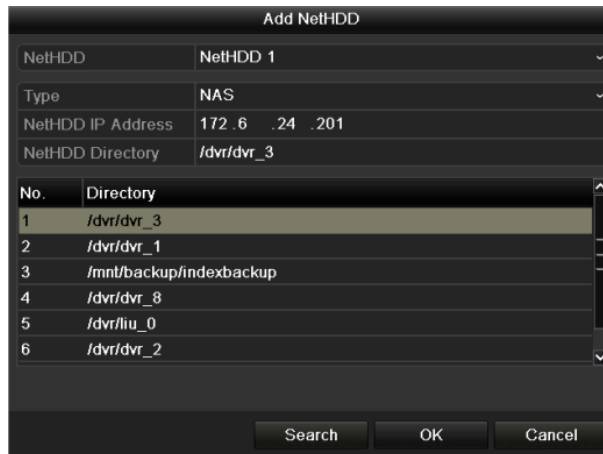 Add NetHDD
NetHDD NetHDD 1
Type NAS
NetHDD IP Address 172 .6 .24 .201
NetHDD Directory /dvr/dvr_3
No. Directory
1 /dvr/dvr_3
2 /dvr/dvr_1
3 /mnt/backup/indexbackup
4 /dvr/dvr_8
5 /dvr/liu_0
6 /dvr/dvr_2
Search OK Cancel